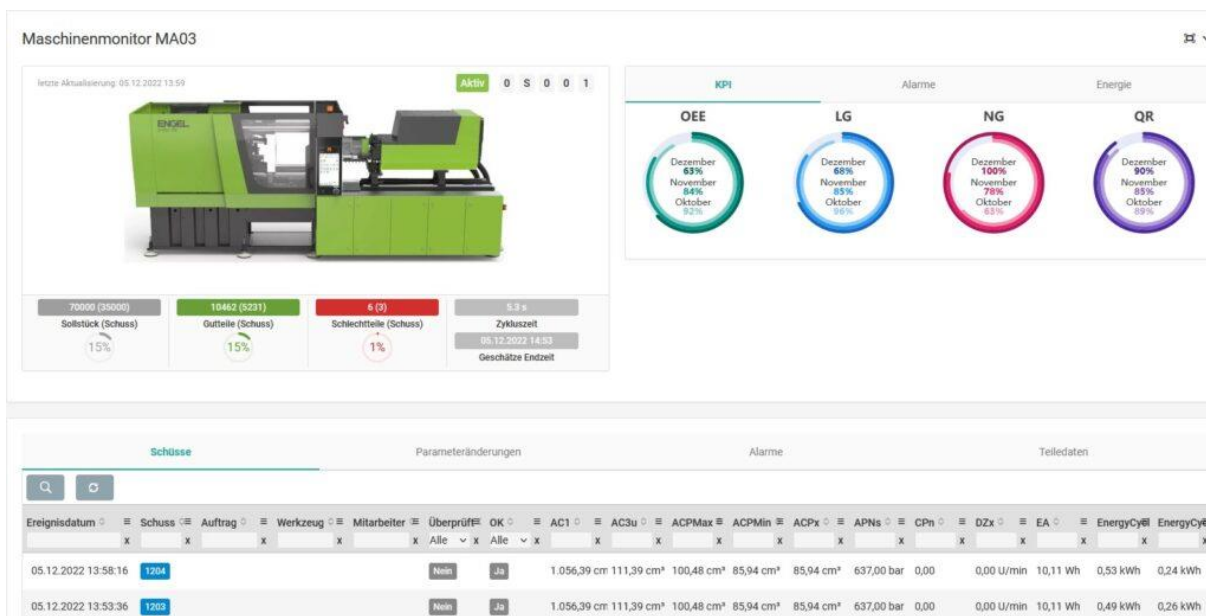 Maschinenmonitor MA03
letzte Aktualisierung: 05.12.2022 13:59
Aktiv 0 S 0 0 1
ENGEL
70000 (35000)
Sollstück (Schuss)
15%
10462 (5231)
Gutteile (Schuss)
15%
6 (3)
Schlechtteile (Schuss)
1%
5.3 s
Zykluszeit
05.12.2022 14:53
Geschätze Endzeit
KPI Alarme Energie
OEE
Dezember
63%
November
84%
Oktober
92%
LG
Dezember
68%
November
85%
Oktober
96%
NG
Dezember
100%
November
78%
Oktober
63%
QR
Dezember
90%
November
85%
Oktober
89%
Schüsse Parameteränderungen Alarme Teiledaten
Ereignisdatum Schuss Auftrag Werkzeug Mitarbeiter Überprüft OK AC1 AC3u ACPMax ACPMin ACPx APNs CPn DZx EA EnergyCycl EnergyCyc
x x x x x Alle x Alle x x x x x x x x x x x x
05.12.2022 13:58:16 1204 Nein Ja 1.056,39 cm 111,39 cm³ 100,48 cm³ 85,94 cm³ 85,94 cm³ 637,00 bar 0,00 0,00 U/min 10,11 Wh 0,53 kWh 0,24 kWh
05.12.2022 13:53:36 1203 Nein Ja 1.056,39 cm 111,39 cm³ 100,48 cm³ 85,94 cm³ 85,94 cm³ 637,00 bar 0,00 0,00 U/min 10,11 Wh 0,49 kWh 0,26 kWh